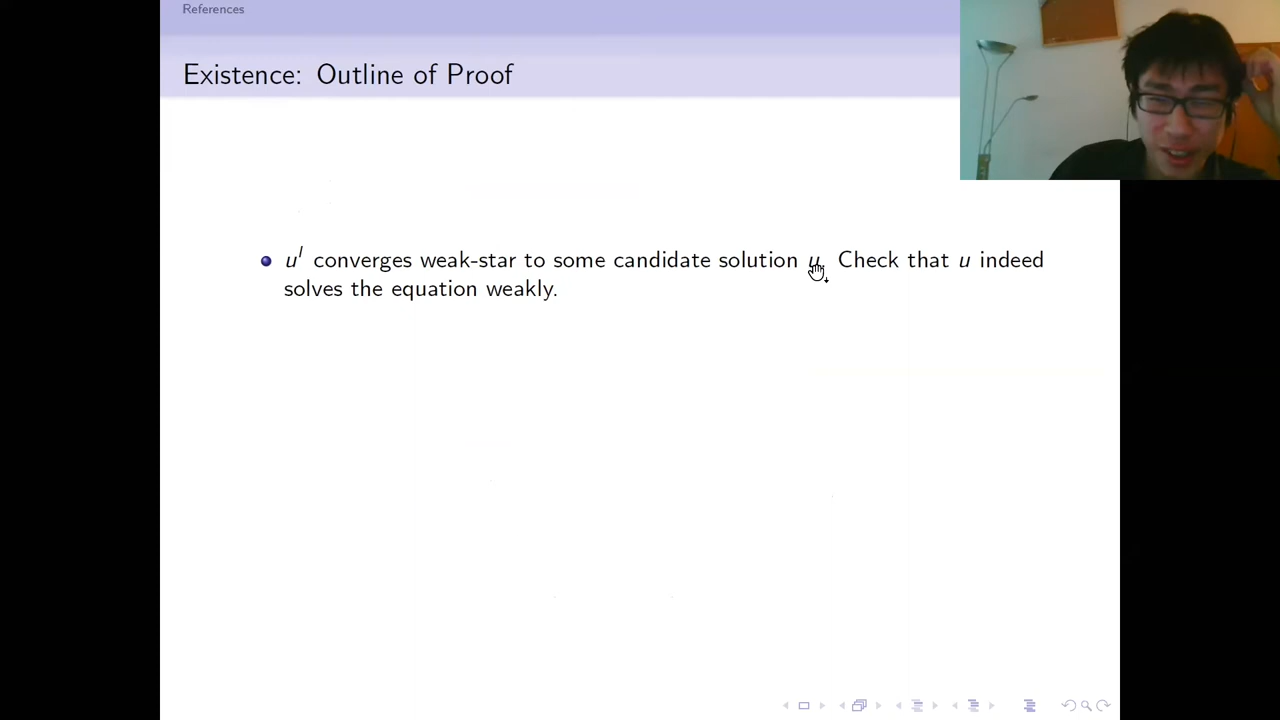 References
Existence: Outline of Proof
u^l converges weak-star to some candidate solution u. Check that u indeed
solves the equation weakly.